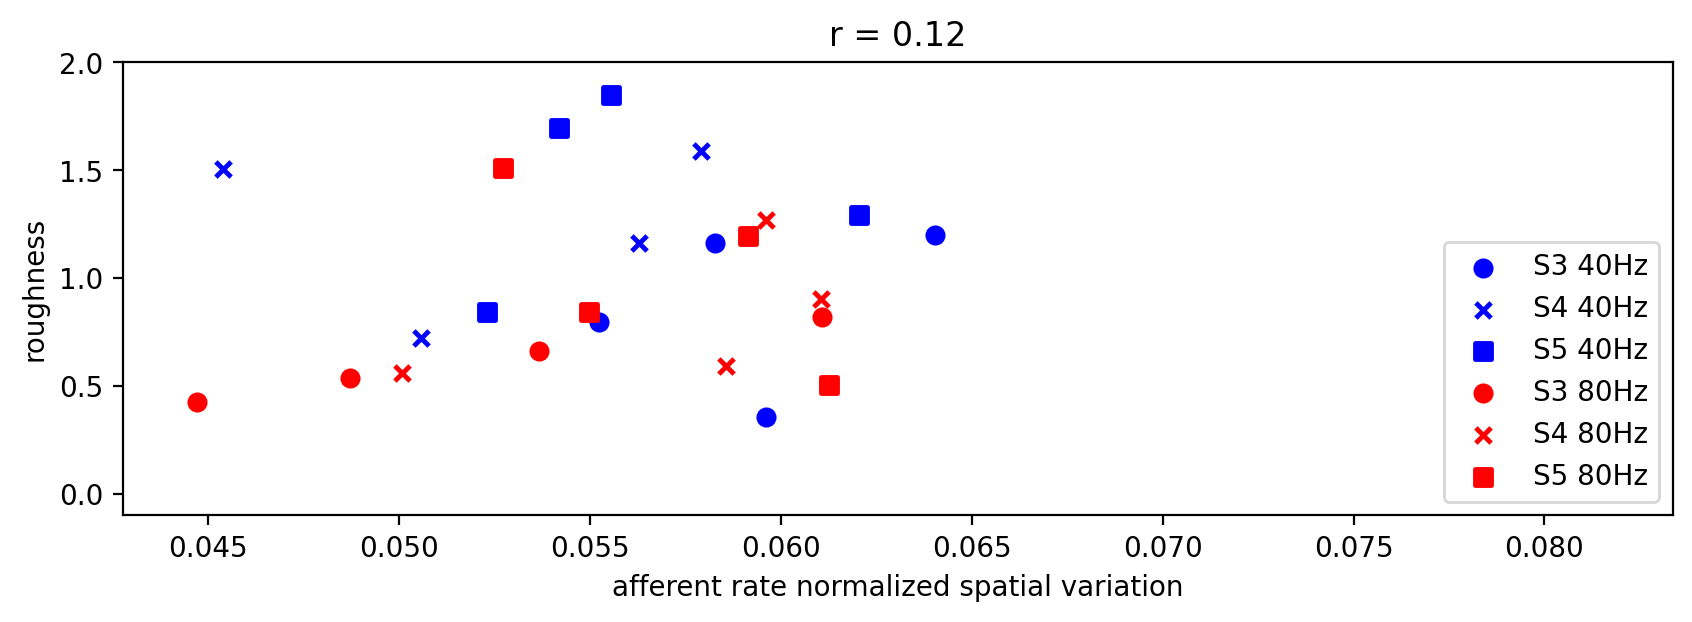 r = 0.12
2.0
1.5
1.0
0.5
0.0
roughness
S3 40Hz
S4 40Hz
S5 40Hz
S3 80Hz
S4 80Hz
S5 80Hz
0.045 0.050 0.055 0.060 0.065 0.070 0.075 0.080
afferent rate normalized spatial variation